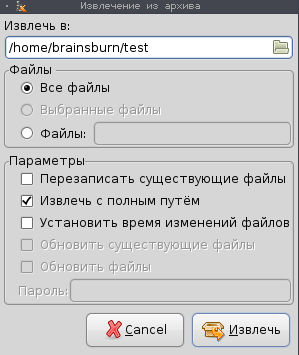 Извлечение из архива
Извлечь в:
/home/brainsburn/test
Файлы
Все файлы
Выбранные файлы
Файлы:
Параметры
Перезаписать существующие файлы
Извлечь с полным путём
Установить время изменений файлов
Обновить существующие файлы
Обновить файлы
Пароль:
Cancel
Извлечь